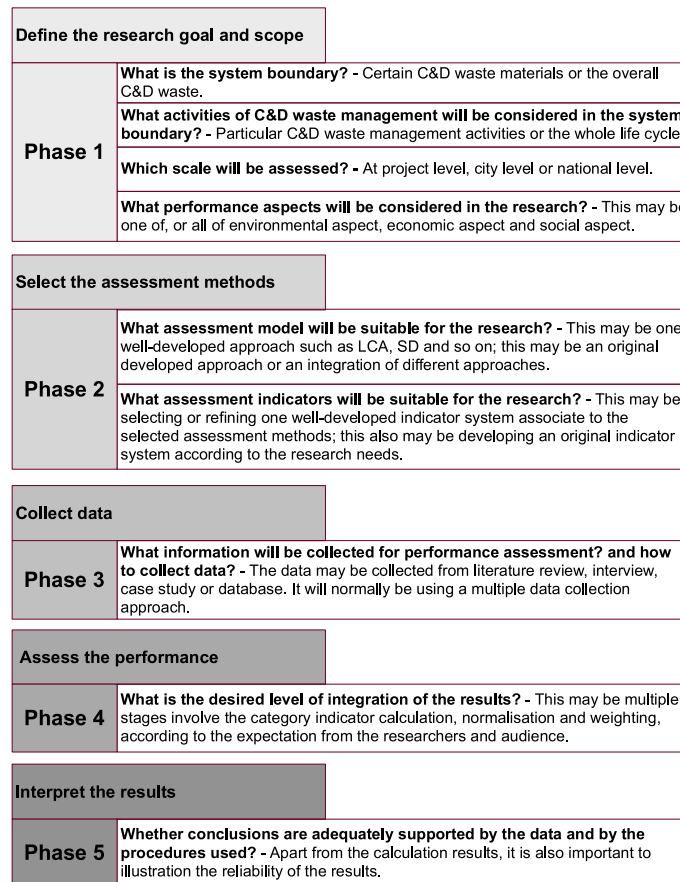 Define the research goal and scope
Phase 1
What is the system boundary? - Certain C&D waste materials or the overall
C&D waste.
What activities of C&D waste management will be considered in the system
boundary? - Particular C&D waste management activities or the whole life cycle
Which scale will be assessed? - At project level, city level or national level.
What performance aspects will be considered in the research? - This may be
one of, or all of environmental aspect, economic aspect and social aspect.
Select the assessment methods
Phase 2
What assessment model will be suitable for the research? - This may be one
well-developed approach such as LCA, SD and so on; this may be an original
developed approach or an integration of different approaches.
What assessment indicators will be suitable for the research? - This may be
selecting or refining one well-developed indicator system associate to the
selected assessment methods; this also may be developing an original indicator
system according to the research needs.
Collect data
Phase 3
What information will be collected for performance assessment? and how
to collect data? - The data may be collected from literature review, interview,
case study or database. It will normally be using a multiple data collection
approach.
Assess the performance
Phase 4
What is the desired level of integration of the results? - This may be multiple
stages involve the category indicator calculation, normalisation and weighting,
according to the expectation from the researchers and audience.
Interpret the results
Phase 5
Whether conclusions are adequately supported by the data and by the
procedures used? - Apart from the calculation results, it is also important to
illustration the reliability of the results.